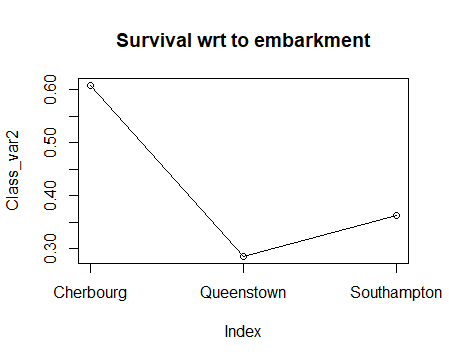 Survival wrt to embarkment
Class_var2
0.60
0.50
0.40
0.30
Cherbourg Queenstown Southampton
Index